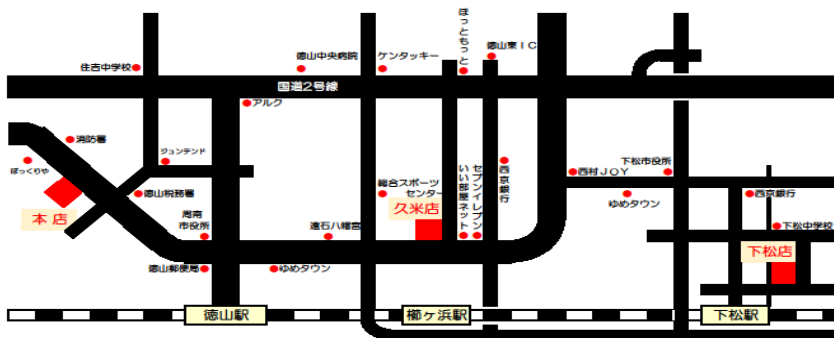 ほっともっと
徳山中央病院
ケンタッキー
徳山東IC
住吉中学校
国道2号線
アルク
消防署
ジュンテンド
ほっくりや
徳山税務署
本店
周南
市役所
総合スポーツ
センター
久米店
遠石八幡宮
いい部屋ネット
セブンイレブン
西京銀行
西村JOY
下松市役所
ゆめタウン
西京銀行
下松中学校
下松店
徳山郵便局
ゆめタウン
徳山駅
櫛ヶ浜駅
下松駅